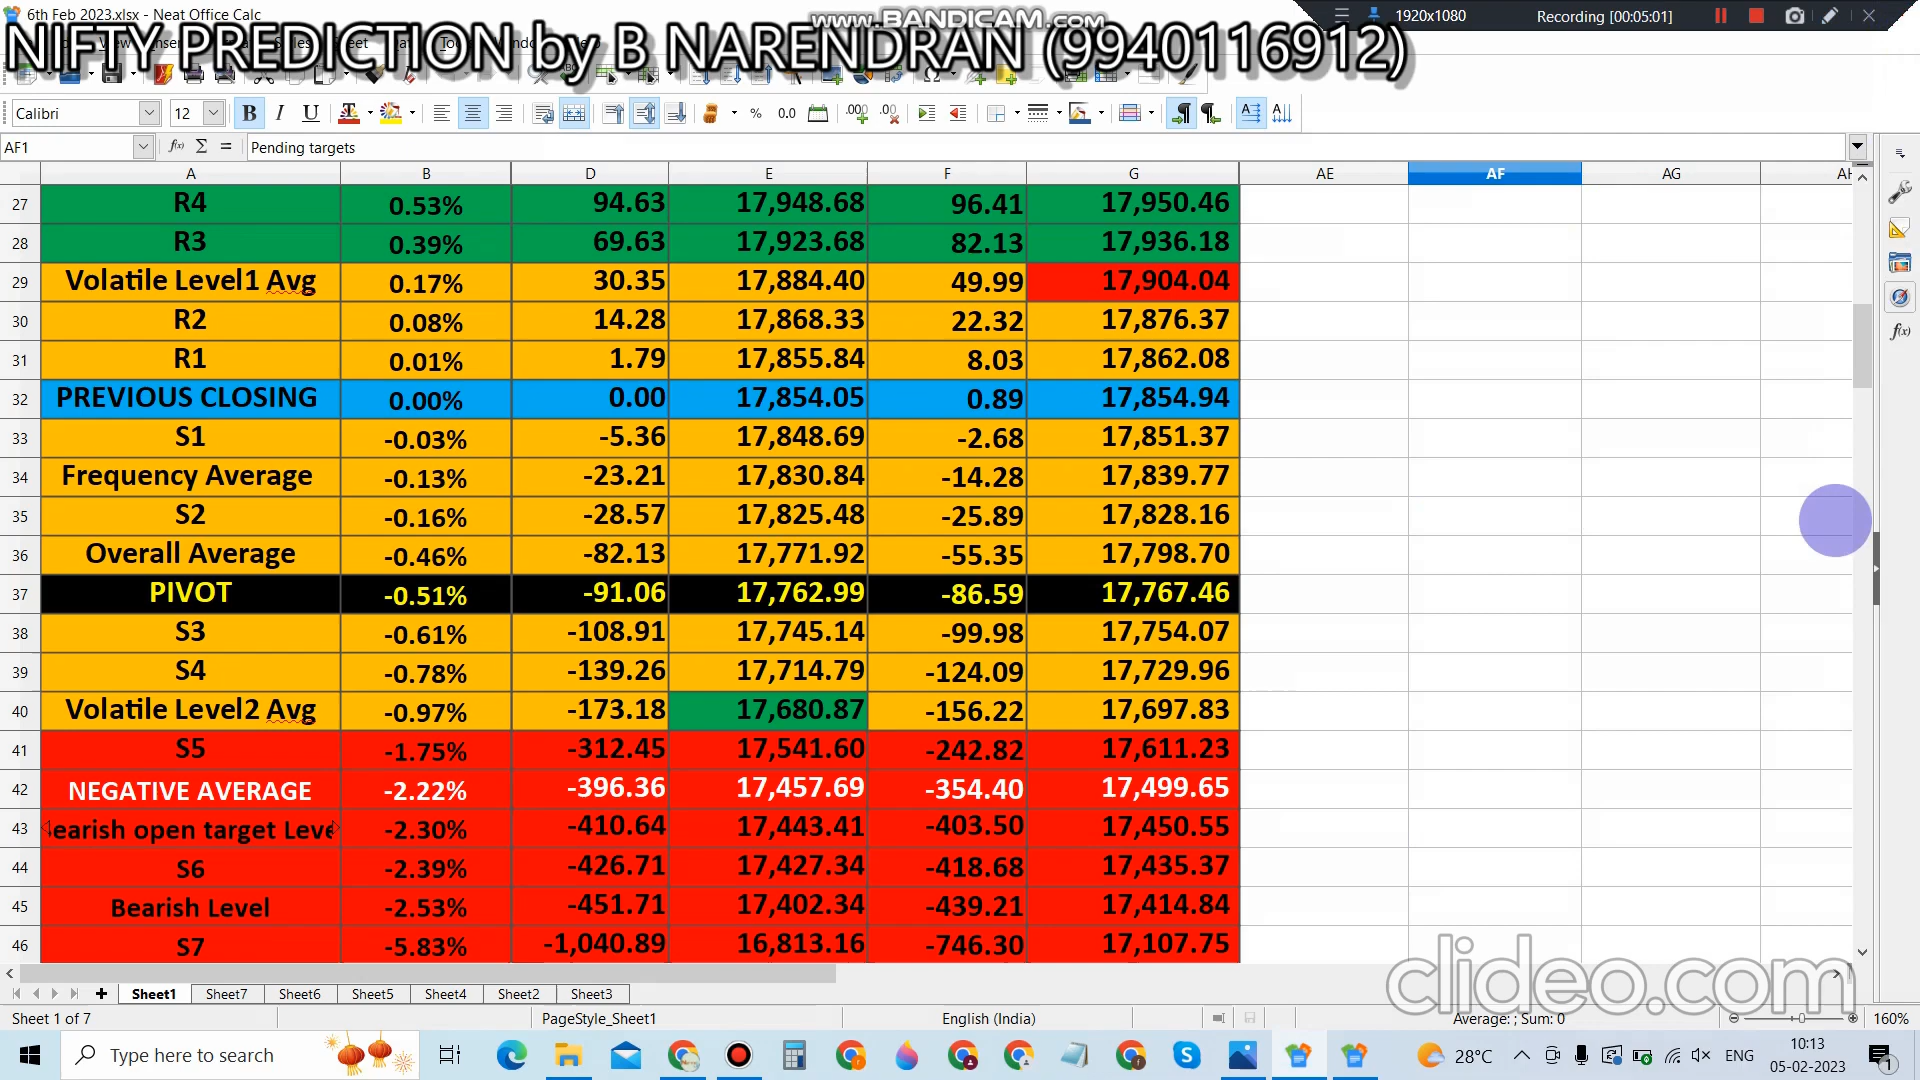 6th Feb 2023.xlsx - Neat Office Calc
www.BANDICAM.com
1920x1080
Recording [00:05:01]
NIFTY PREDICTION by B NARENDRAN (9940116912)
Calibri 12 B I U % 0.0
AF1 Pending targets
A B D E F G AE AF AG AH
27 R4 0.53% 94.63 17,948.68 96.41 17,950.46
28 R3 0.39% 69.63 17,923.68 82.13 17,936.18
29 Volatile Level1 Avg 0.17% 30.35 17,884.40 49.99 17,904.04
30 R2 0.08% 14.28 17,868.33 22.32 17,876.37
31 R1 0.01% 1.79 17,855.84 8.03 17,862.08
32 PREVIOUS CLOSING 0.00% 0.00 17,854.05 0.89 17,854.94
33 S1 -0.03% -5.36 17,848.69 -2.68 17,851.37
34 Frequency Average -0.13% -23.21 17,830.84 -14.28 17,839.77
35 S2 -0.16% -28.57 17,825.48 -25.89 17,828.16
36 Overall Average -0.46% -82.13 17,771.92 -55.35 17,798.70
37 PIVOT -0.51% -91.06 17,762.99 -86.59 17,767.46
38 S3 -0.61% -108.91 17,745.14 -99.98 17,754.07
39 S4 -0.78% -139.26 17,714.79 -124.09 17,729.96
40 Volatile Level2 Avg -0.97% -173.18 17,680.87 -156.22 17,697.83
41 S5 -1.75% -312.45 17,541.60 -242.82 17,611.23
42 NEGATIVE AVERAGE -2.22% -396.36 17,457.69 -354.40 17,499.65
43 earish open target Leve -2.30% -410.64 17,443.41 -403.50 17,450.55
44 S6 -2.39% -426.71 17,427.34 -418.68 17,435.37
45 Bearish Level -2.53% -451.71 17,402.34 -439.21 17,414.84
46 S7 -5.83% -1,040.89 16,813.16 -746.30 17,107.75
clideo.com
Sheet1 Sheet7 Sheet6 Sheet5 Sheet4 Sheet2 Sheet3
Sheet 1 of 7 PageStyle_Sheet1 English (India) Average: ; Sum: 0 160%
Type here to search 28°C ENG 10:13
05-02-2023